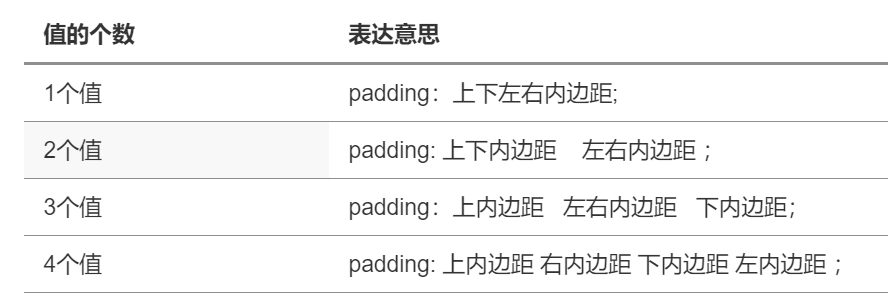 值的个数 表达意思
1个值 padding：上下左右内边距;
2个值 padding: 上下内边距 左右内边距 ；
3个值 padding：上内边距 左右内边距 下内边距；
4个值 padding: 上内边距 右内边距 下内边距 左内边距 ；